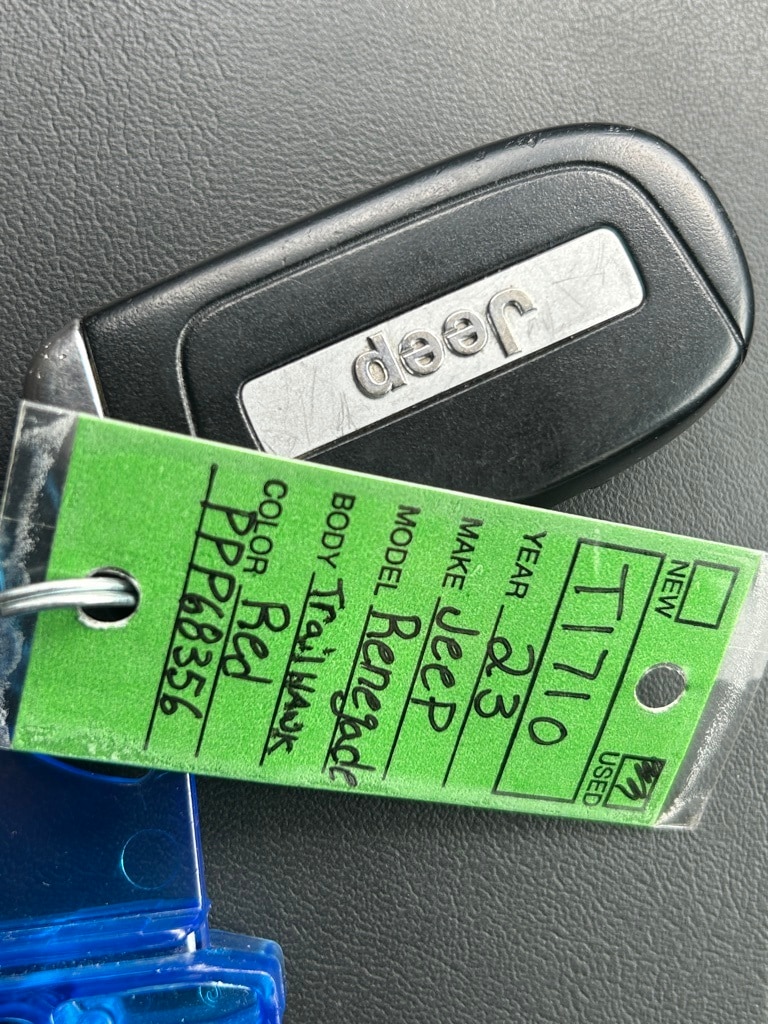 Jeep
NEW
USED
T1710
YEAR 23
MAKE Jeep
MODEL Renegade
BODY Trailhawk
COLOR Red
PPP68356